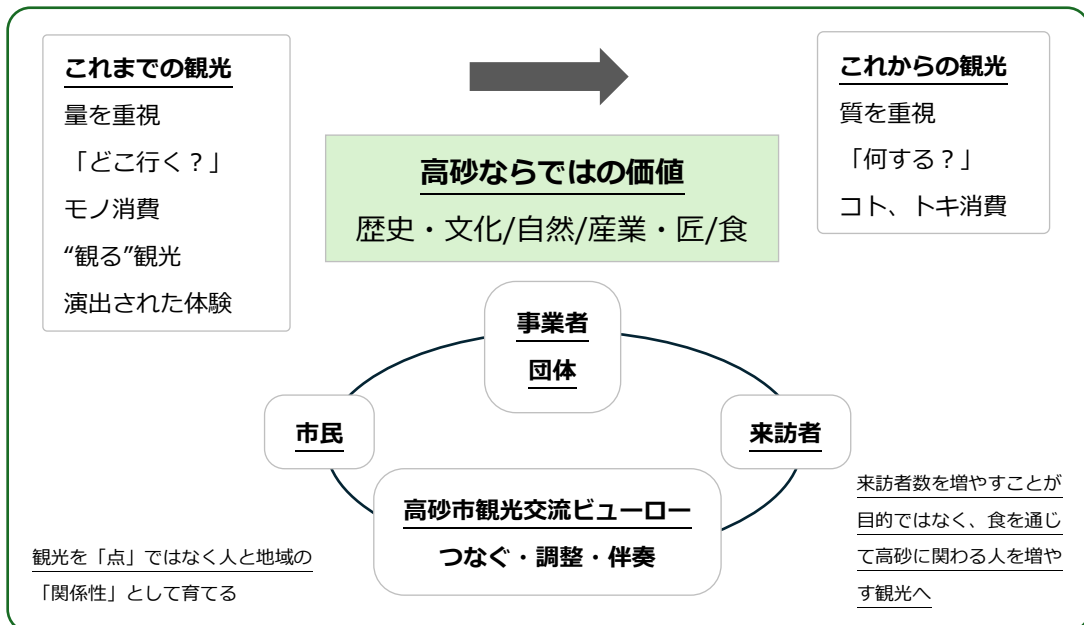 これまでの観光
量を重視
「どこ行く？」
モノ消費
“観る”観光
演出された体験
これからの観光
質を重視
「何する？」
コト、トキ消費
高砂ならではの価値
歴史・文化/自然/産業・匠/食
事業者
団体
市民
来訪者
高砂市観光交流ビューロー
つなぐ・調整・伴奏
観光を「点」ではなく人と地域の
「関係性」として育てる
来訪者数を増やすことが
目的ではなく、食を通じ
て高砂に関わる人を増や
す観光へ